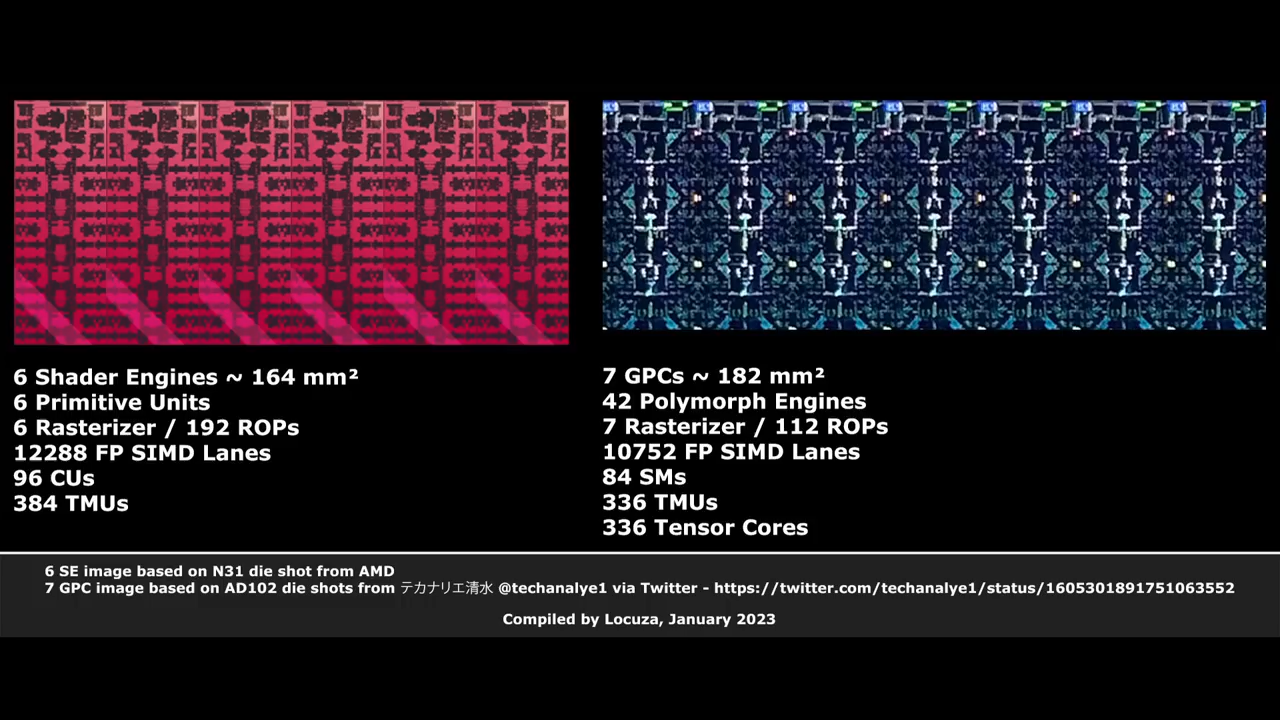 6 Shader Engines ~ 164 mm²
6 Primitive Units
6 Rasterizer / 192 ROPs
12288 FP SIMD Lanes
96 CUs
384 TMUs
7 GPCs ~ 182 mm²
42 Polymorph Engines
7 Rasterizer / 112 ROPs
10752 FP SIMD Lanes
84 SMs
336 TMUs
336 Tensor Cores
6 SE image based on N31 die shot from AMD
7 GPC image based on AD102 die shots from テカナリエ清水 @techanalye1 via Twitter - https://twitter.com/techanalye1/status/1605301891751063552
Compiled by Locuza, January 2023